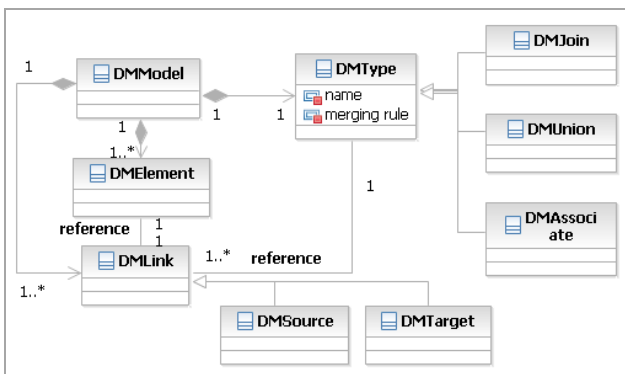 DMJoin
1
DMModel
DMType
name
merging rule
1
1
1
DMUnion
1..*
DMElement
1
reference
1
1
DMAssoci
ate
DMLink
1..*
reference
1..*
DMSource
DMTarget